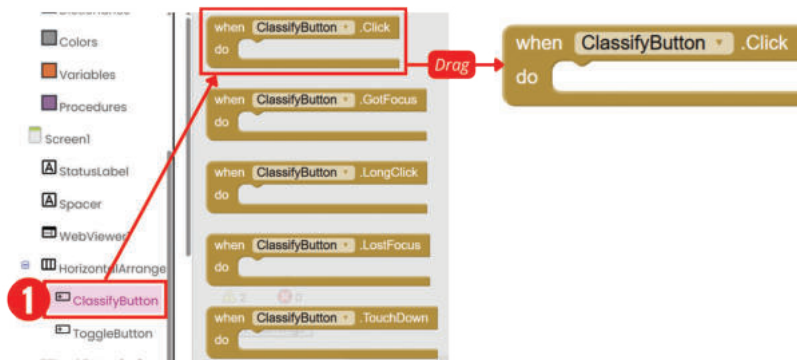 Colors
Variables
Procedures
Screen1
StatusLabel
Spacer
WebViewer1
HorizontalArrange
1
ClassifyButton
ToggleButton
when ClassifyButton .Click
do
when ClassifyButton .GotFocus
do
when ClassifyButton .LongClick
do
when ClassifyButton .LostFocus
do
2 0
when ClassifyButton .TouchDown
do
Drag
when ClassifyButton .Click
do